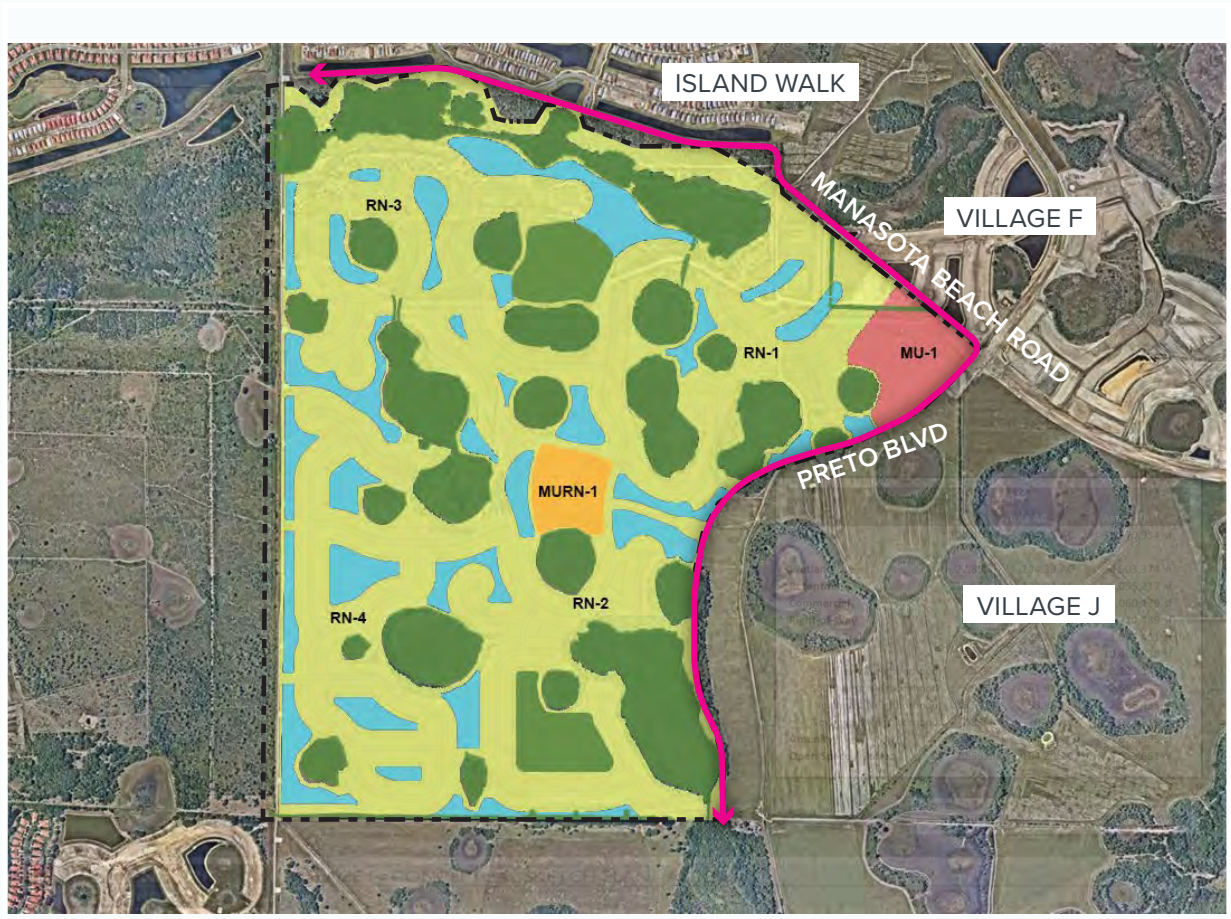 ISLAND WALK
MANASOTA BEACH ROAD
VILLAGE F
RN-3
RN-1
MU-1
PRETO BLVD
MURN-1
RN-2
VILLAGE J
RN-4